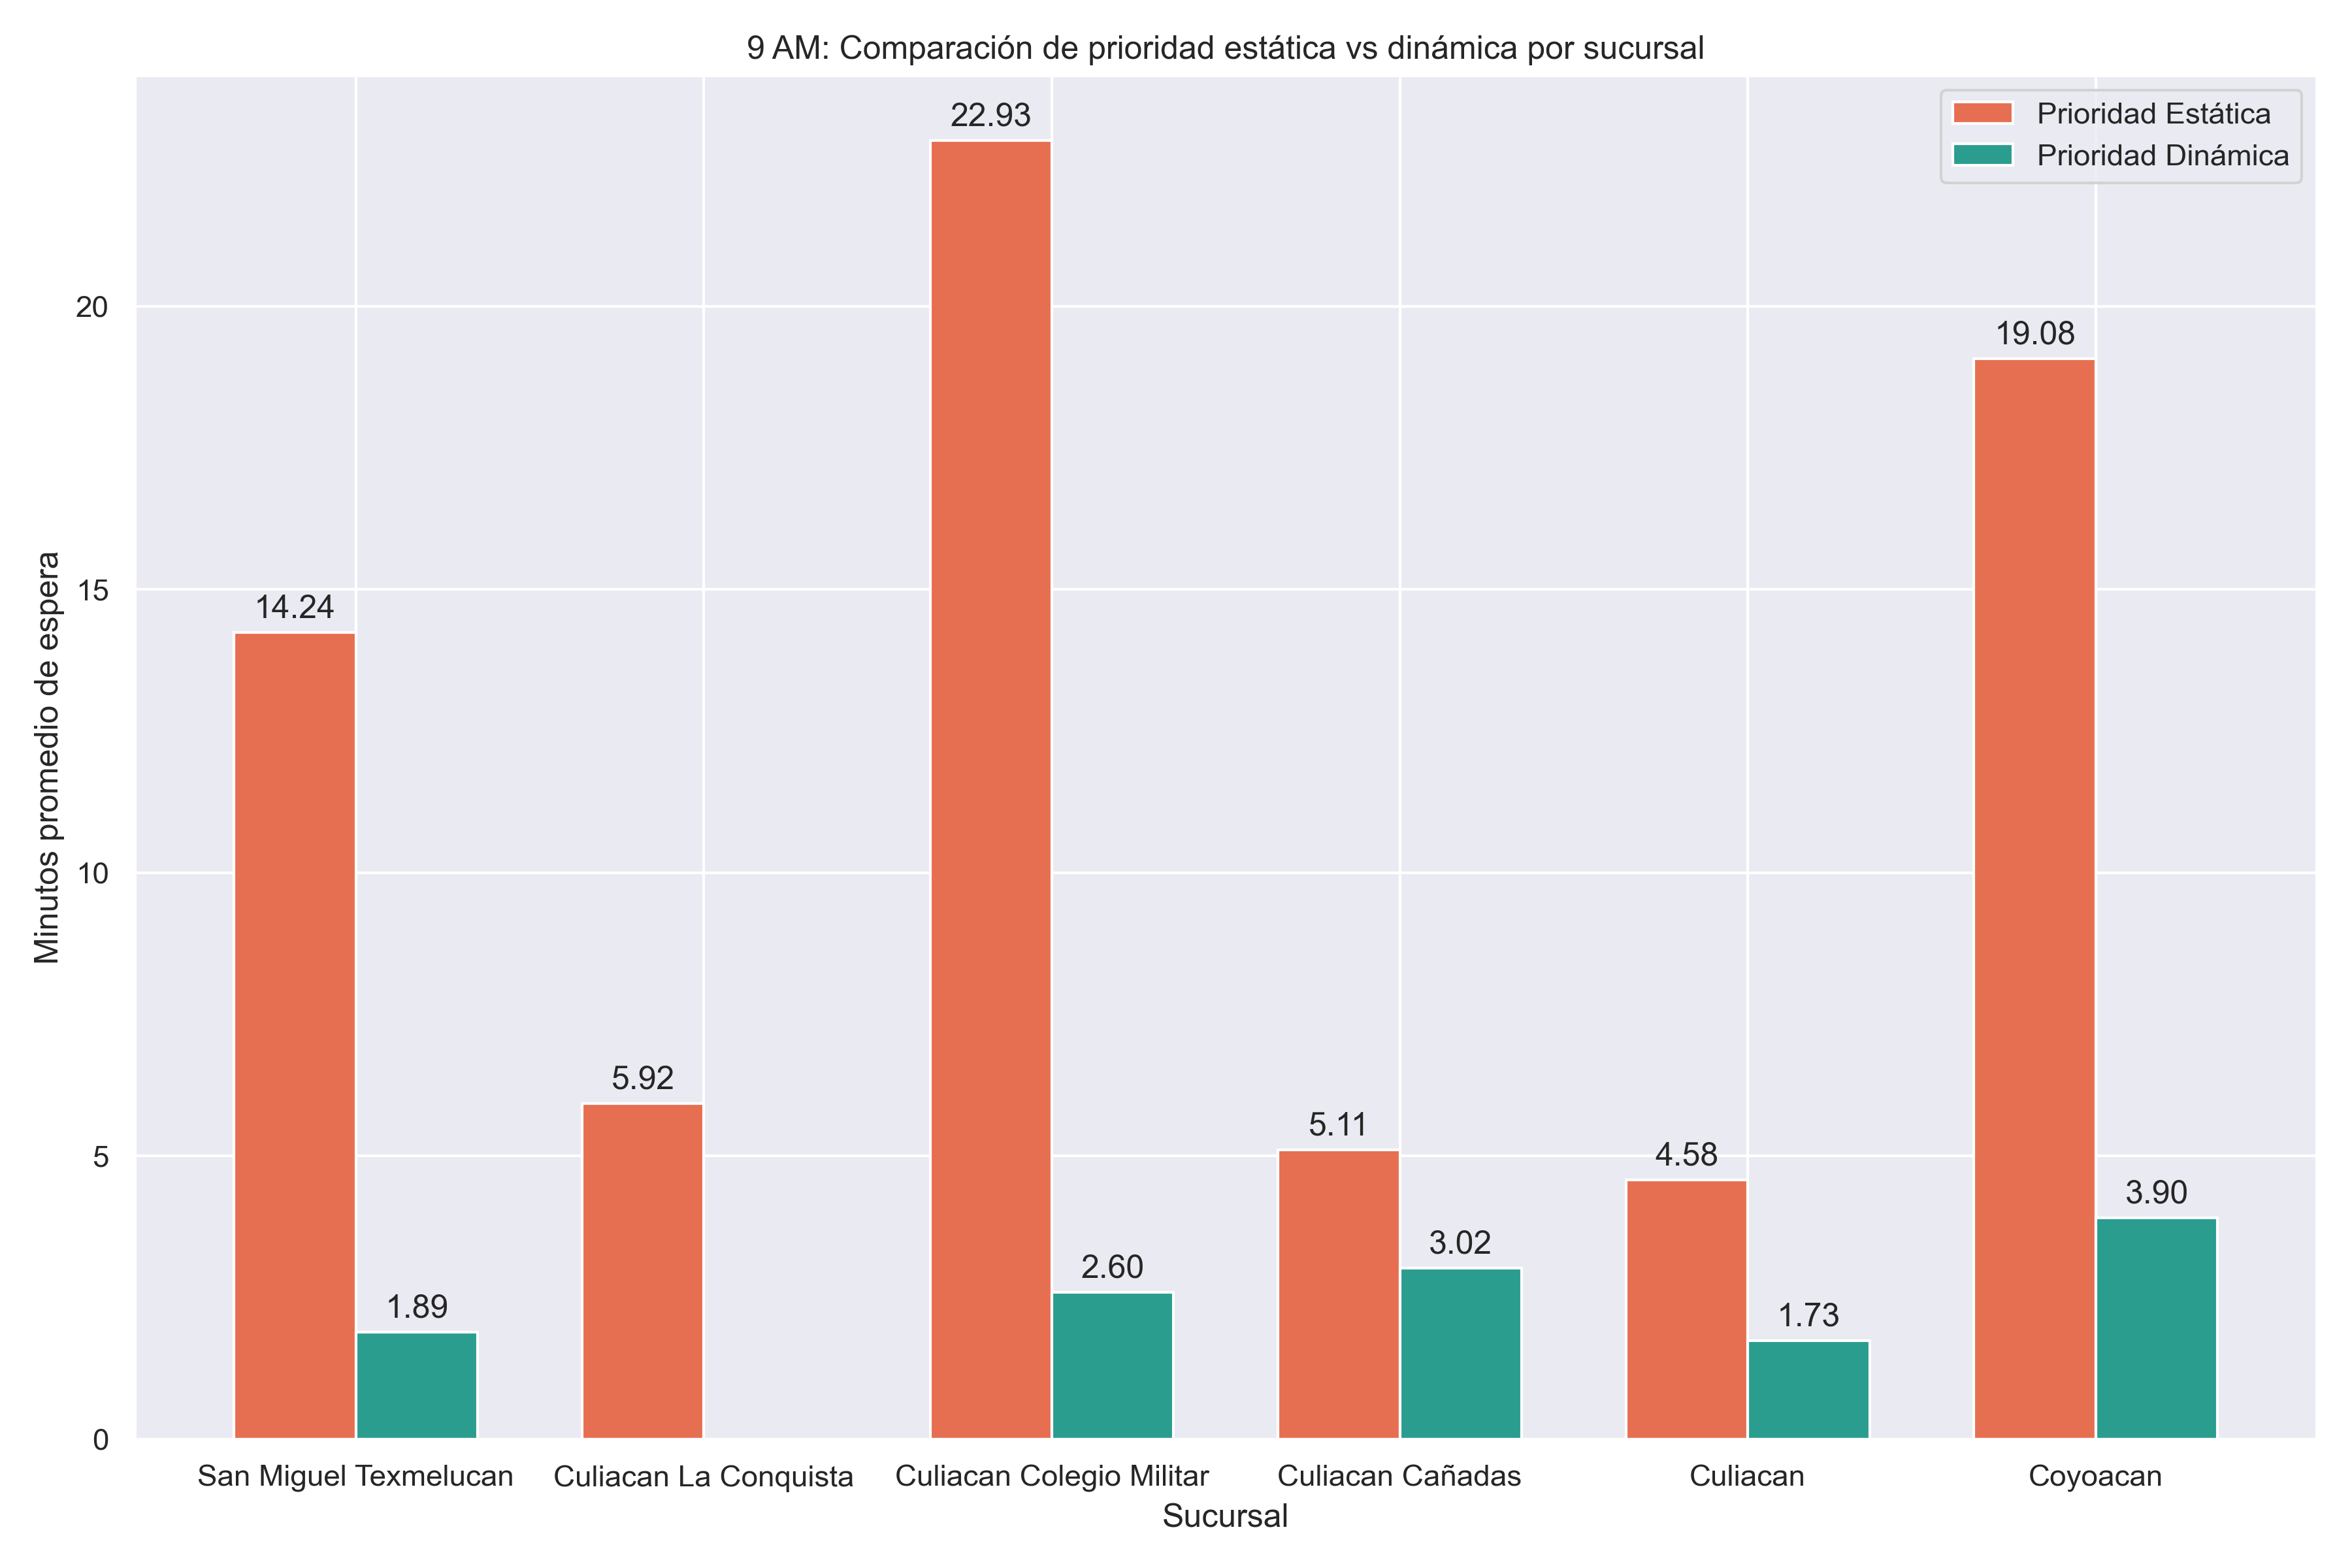 9 AM: Comparación de prioridad estática vs dinámica por sucursal
Prioridad Estática
Prioridad Dinámica
Minutos promedio de espera
20
15
10
5
0
14.24
1.89
5.92
22.93
2.60
5.11
3.02
4.58
1.73
19.08
3.90
San Miguel Texmelucan
Culiacan La Conquista
Culiacan Colegio Militar
Culiacan Cañadas
Culiacan
Coyoacan
Sucursal